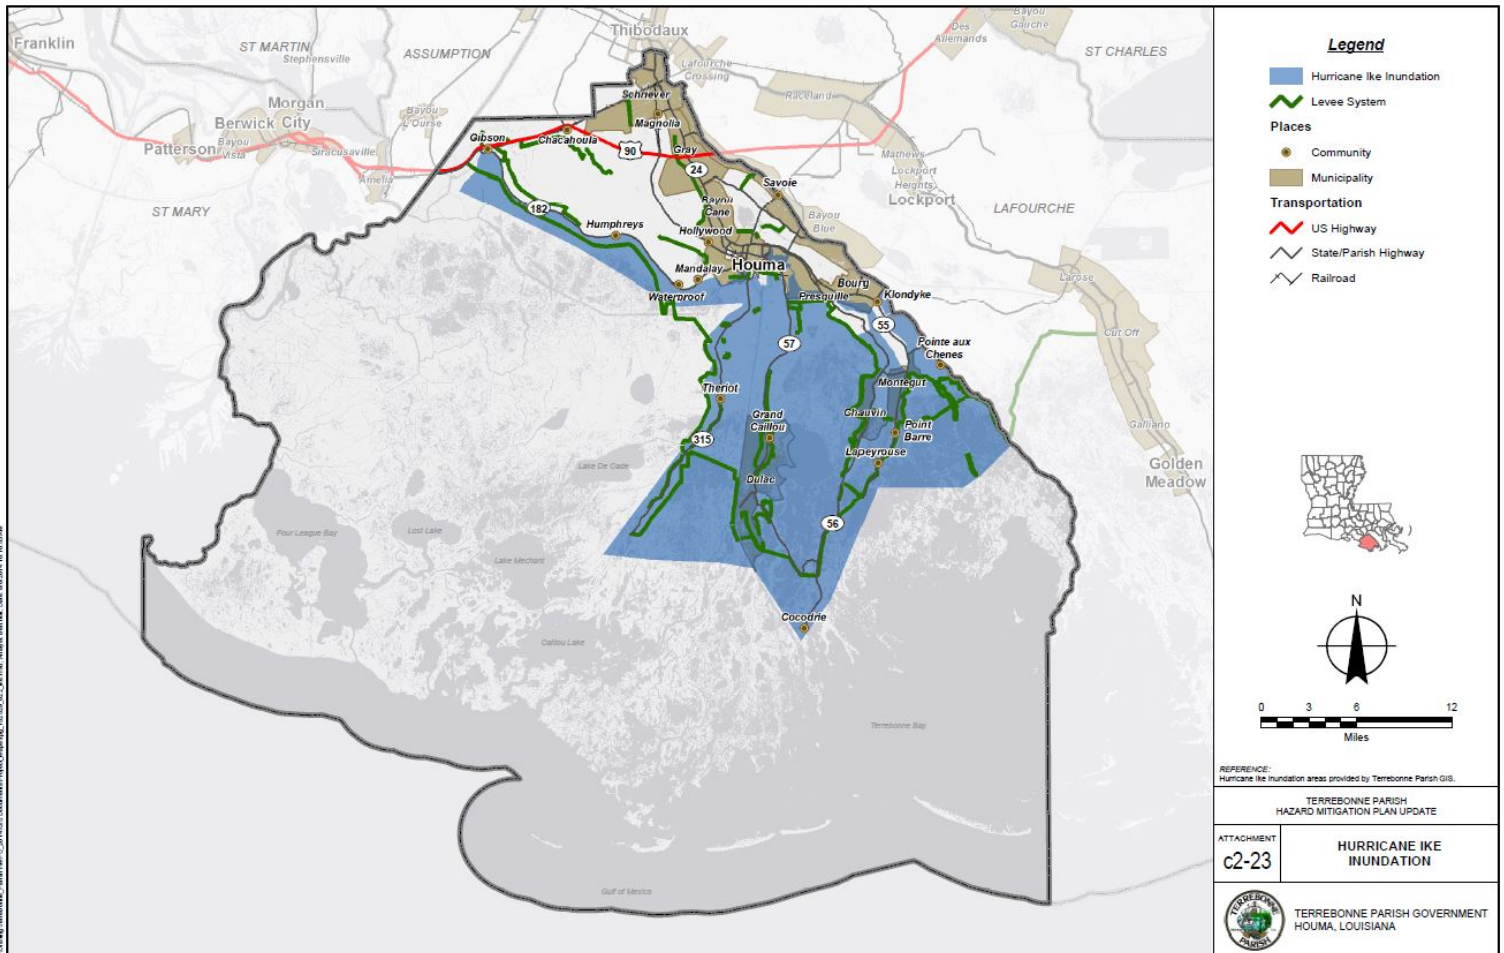 Thibodaux
Bayou
Gauche
Des
Allemands
Franklin
ST MARTIN
Stephensville
ASSUMPTION
ST CHARLES
Lafourche
Crossing
Schriever
Raceland
Morgan
City
Berwick
Bayou
L'Ourse
Magnolia
Gibson
Chacahoula
Patterson
Bayou
Vista
Siracusaville
90
Gray
Mathews
24
Lockport
Heights
Amelia
Savoie
Lockport
ST MARY
182
Bayou
Cane
LAFOURCHE
Bayou
Blue
Humphreys
Hollywood
Houma
Mandalay
Larose
Bourg
Waterproof
Presquille
Klondyke
55
Cut Off
57
Pointe aux
Chenes
Theriot
Montegut
Grand
Caillou
Chauvin
Point
Barre
Galliano
315
Lapeyrouse
Lake De Cade
Golden
Meadow
Dulac
56
Four League Bay
Lost Lake
Lake Mechant
Cocodrie
Caillou Lake
Terrebonne Bay
Gulf of Mexico
Legend
Hurricane Ike Inundation
Levee System
Places
Community
Municipality
Transportation
US Highway
State/Parish Highway
Railroad
N
0 3 6 12
Miles
REFERENCE:
Hurricane Ike Inundation areas provided by Terrebonne Parish GIS.
TERREBONNE PARISH
HAZARD MITIGATION PLAN UPDATE
ATTACHMENT
c2-23
HURRICANE IKE
INUNDATION
TERREBONNE
PARISH
TERREBONNE PARISH GOVERNMENT
HOUMA, LOUISIANA